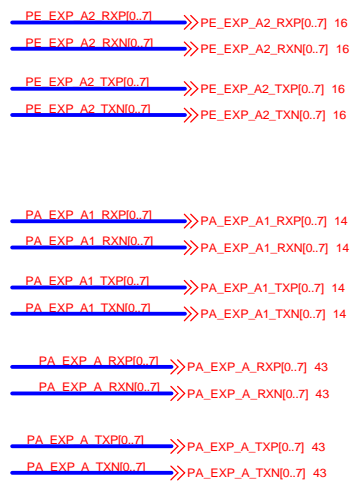 PE_EXP_A2_RXP[0..7] PE_EXP_A2_RXP[0..7] 16
PE_EXP_A2_RXN[0..7] PE_EXP_A2_RXN[0..7] 16
PE_EXP_A2_TXP[0..7] PE_EXP_A2_TXP[0..7] 16
PE_EXP_A2_TXN[0..7] PE_EXP_A2_TXN[0..7] 16
PA_EXP_A1_RXP[0..7] PA_EXP_A1_RXP[0..7] 14
PA_EXP_A1_RXN[0..7] PA_EXP_A1_RXN[0..7] 14
PA_EXP_A1_TXP[0..7] PA_EXP_A1_TXP[0..7] 14
PA_EXP_A1_TXN[0..7] PA_EXP_A1_TXN[0..7] 14
PA_EXP_A_RXP[0..7] PA_EXP_A_RXP[0..7] 43
PA_EXP_A_RXN[0..7] PA_EXP_A_RXN[0..7] 43
PA_EXP_A_TXP[0..7] PA_EXP_A_TXP[0..7] 43
PA_EXP_A_TXN[0..7] PA_EXP_A_TXN[0..7] 43